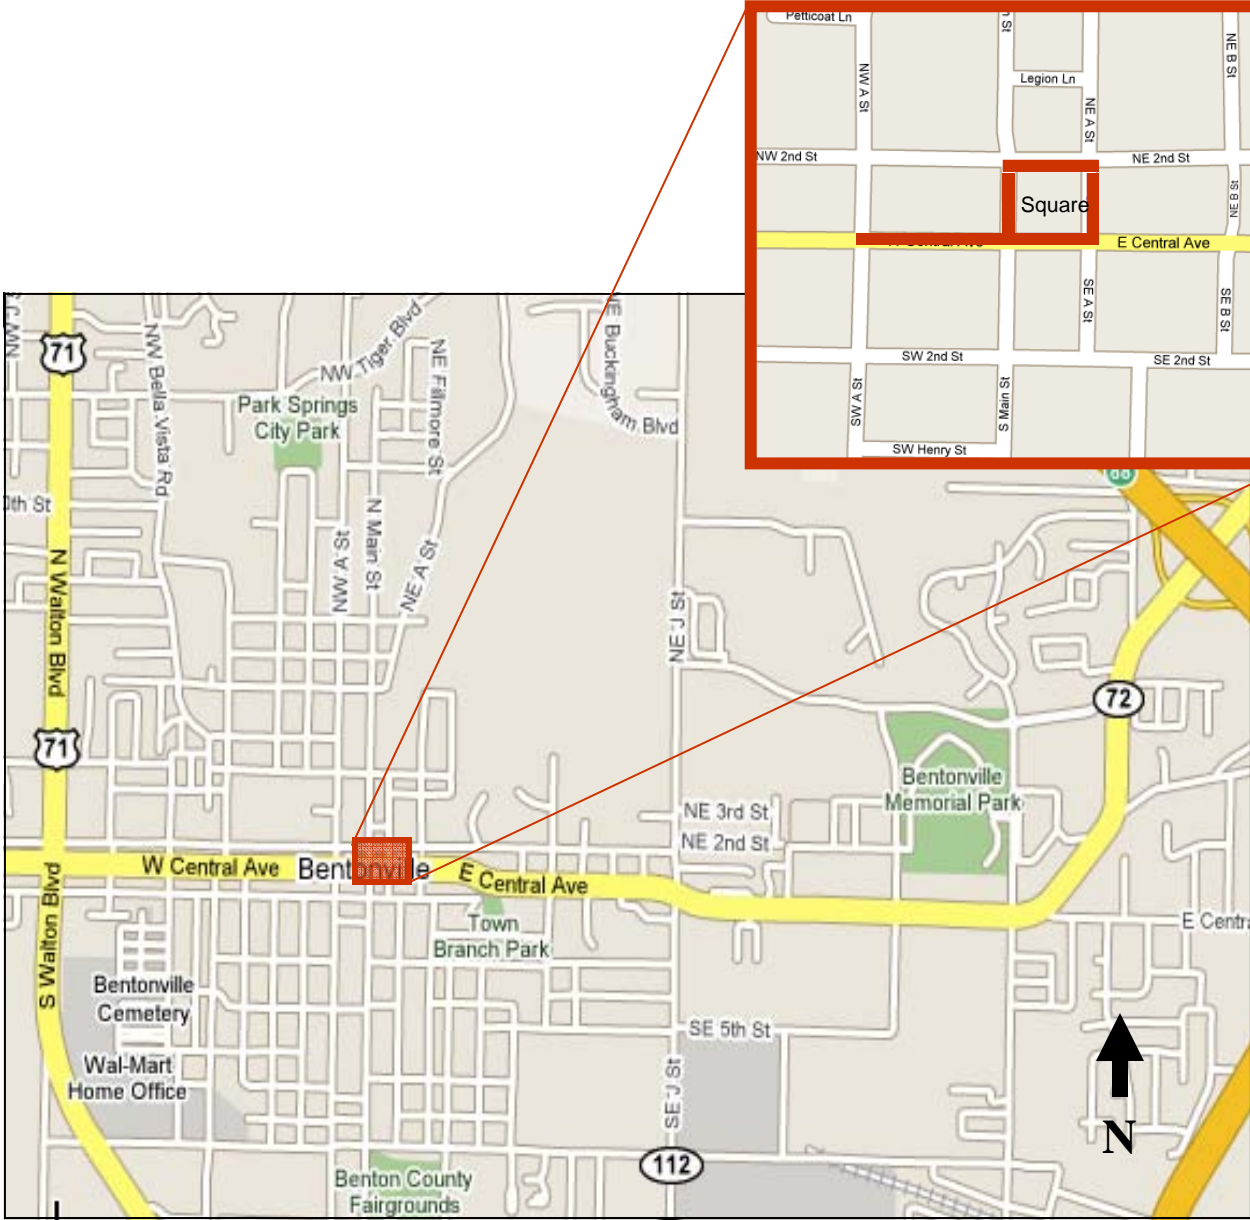 Petticoat Ln
n St
NE B St
NW A St
Legion Ln
NE A St
NW 2nd St
NE 2nd St
NE B St
Square
E Central Ave
SE A St
SE B St
SW 2nd St
SE 2nd St
SW A St
S Main St
SW Henry St
71
NW Bella Vista Rd
NW Tiger Blvd
NE Fillmore St
NE Buckingham Blvd
Park Springs
City Park
0th St
N Main St
NW A St
NE A St
N Walton Blvd
NE J St
72
71
Bentonville
Memorial Park
NE 3rd St
NE 2nd St
W Central Ave
Bentonville
E Central Ave
S Walton Blvd
Town
Branch Park
E Centra
Bentonville
Cemetery
SE 5th St
Wal-Mart
Home Office
SE J St
N
112
Benton County
Fairgrounds